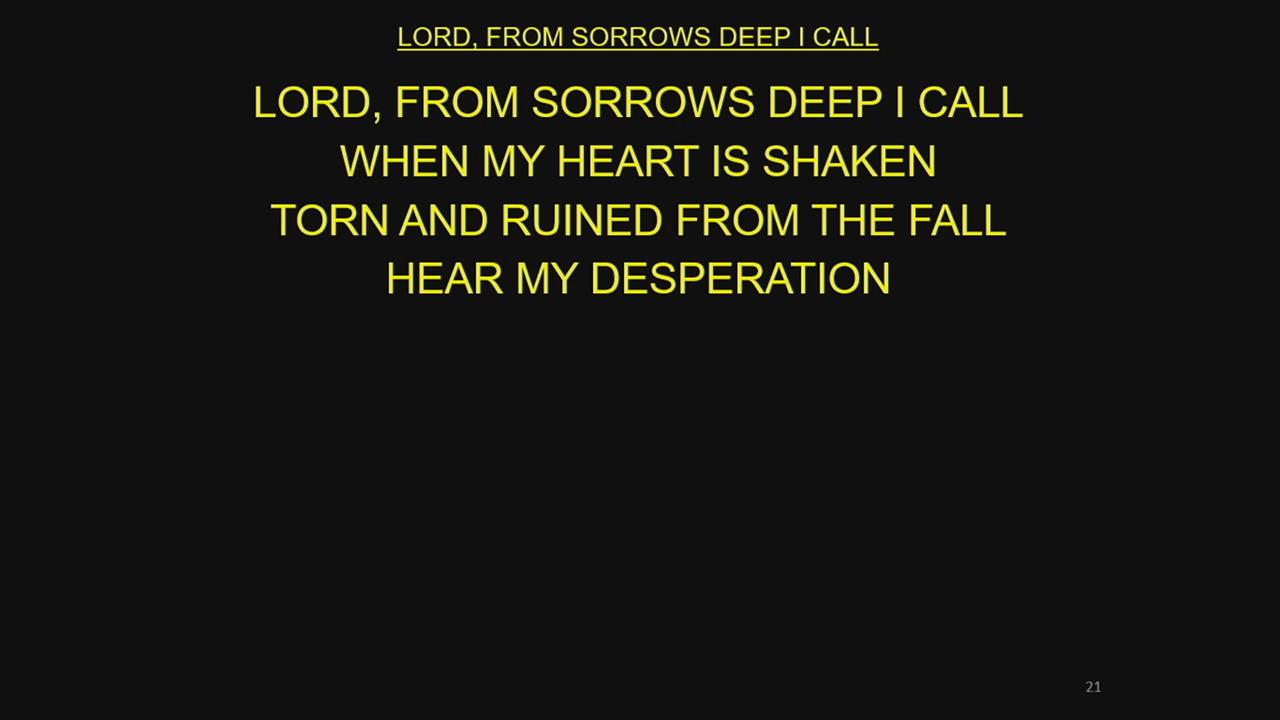 LORD, FROM SORROWS DEEP I CALL
LORD, FROM SORROWS DEEP I CALL
WHEN MY HEART IS SHAKEN
TORN AND RUINED FROM THE FALL
HEAR MY DESPERATION
21